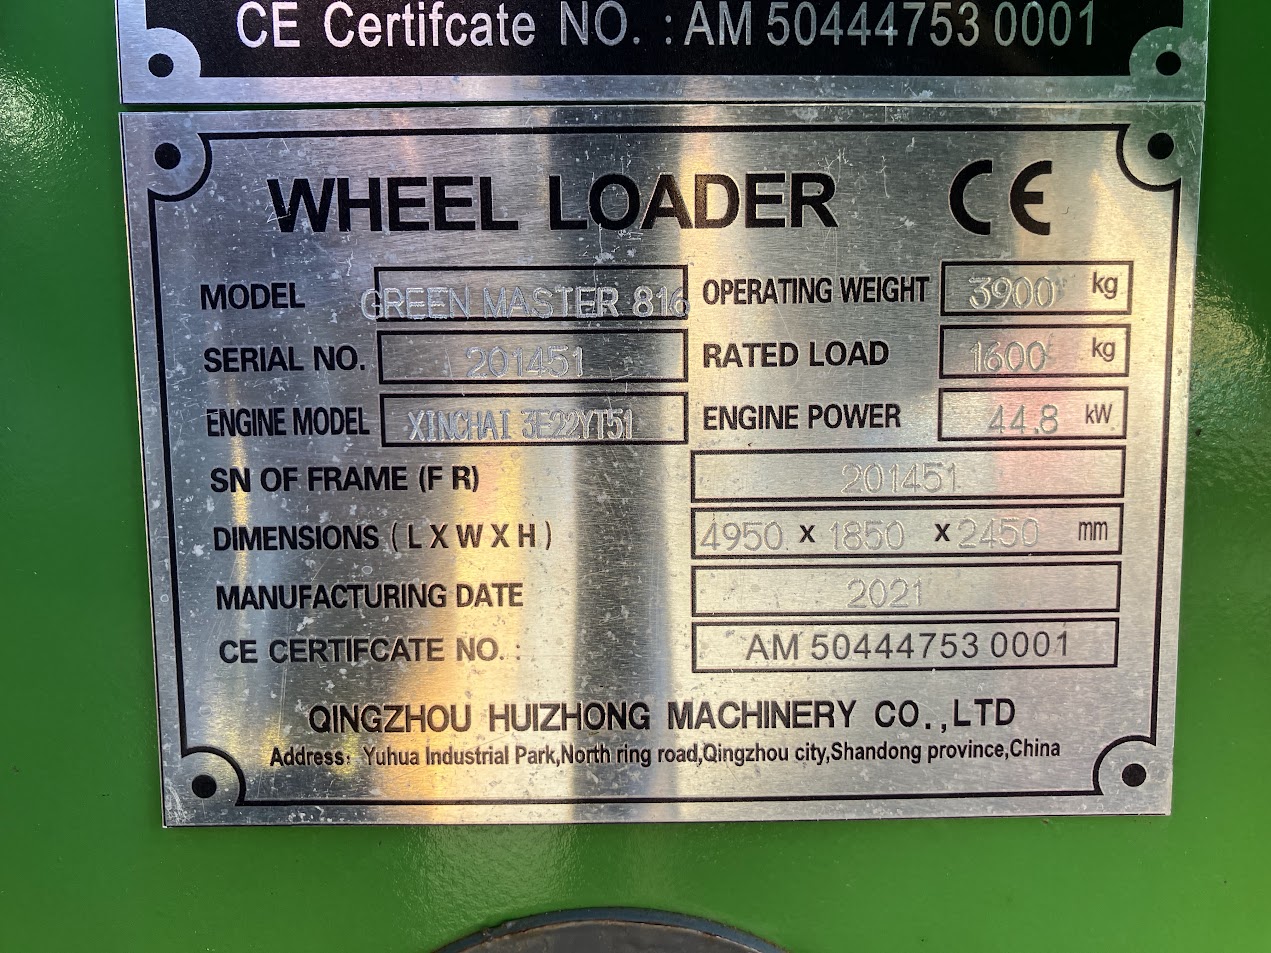 CE Certifcate NO. : AM 50444753 0001
WHEEL LOADER CE
MODEL GREEN MASTER 816 OPERATING WEIGHT 3900 kg
SERIAL NO. 201451 RATED LOAD 1600 kg
ENGINE MODEL XINCHAI 3E22YT51 ENGINE POWER 44.8 kW
SN OF FRAME (F R) 201451
DIMENSIONS (L X W X H) 4950 x 1850 x 2450 mm
MANUFACTURING DATE 2021
CE CERTIFCATE NO. : AM 50444753 0001
QINGZHOU HUIZHONG MACHINERY CO.,LTD
Address: Yuhua Industrial Park,North ring road,Qingzhou city,Shandong province,China